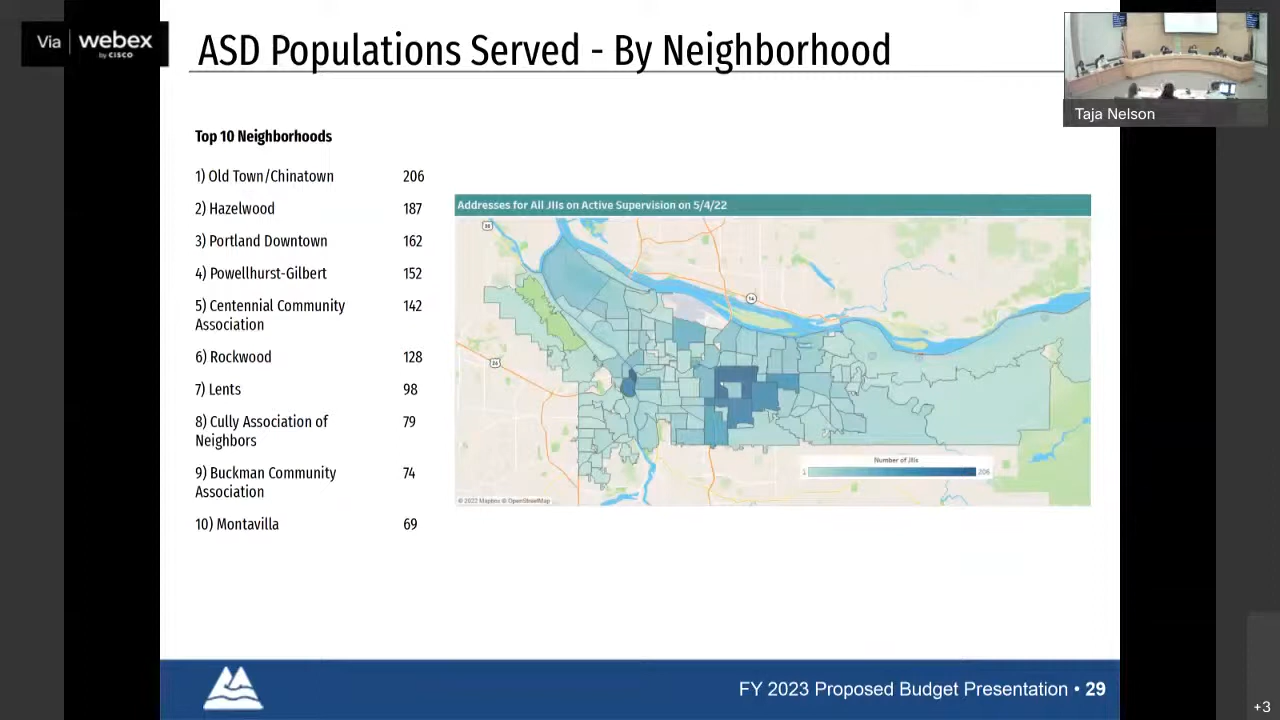 Via webex
by CISCO
ASD Populations Served - By Neighborhood
Taja Nelson
Top 10 Neighborhoods
1) Old Town/Chinatown 206
2) Hazelwood 187
3) Portland Downtown 162
4) Powellhurst-Gilbert 152
5) Centennial Community 142
Association
6) Rockwood 128
7) Lents 98
8) Cully Association of 79
Neighbors
9) Buckman Community 74
Association
10) Montavilla 69
Addresses for All JIIs on Active Supervision on 5/4/22
30
14
26
Number of JIIs
1 206
© 2022 Mapbox © OpenStreetMap
FY 2023 Proposed Budget Presentation • 29
+3